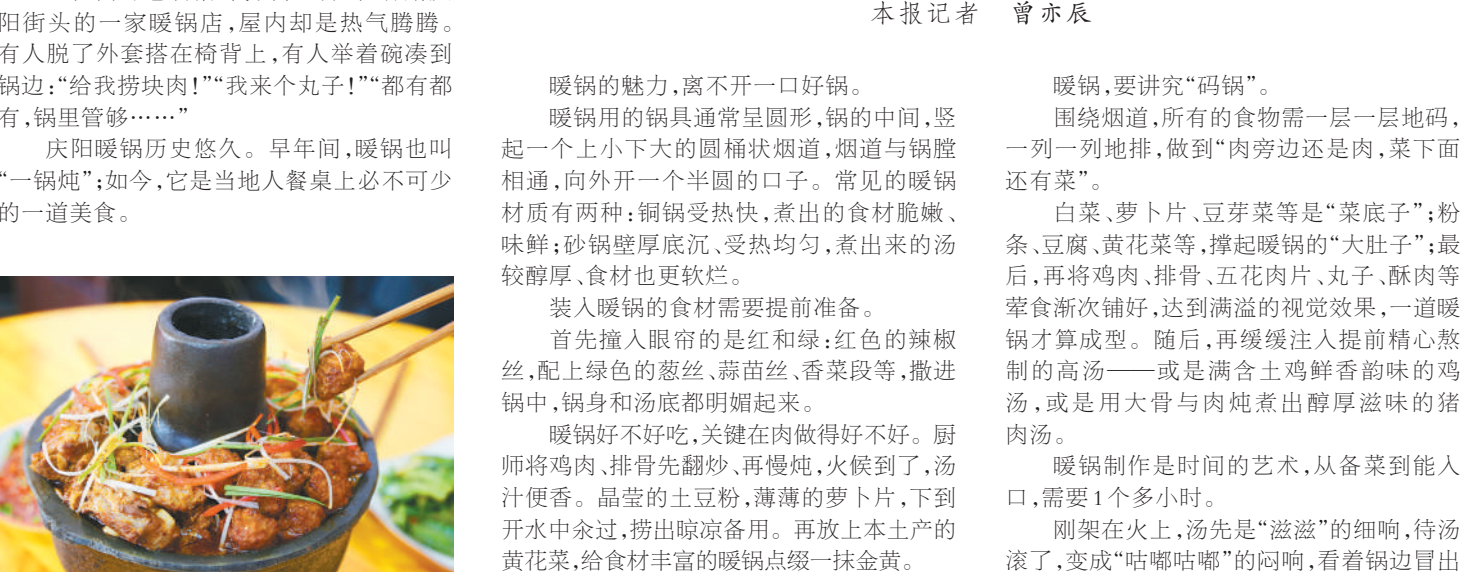 阳街头的一家暖锅店,屋内却是热气腾腾。
有人脱了外套搭在椅背上,有人举着碗凑到
锅边:“给我捞块肉!”“我来个丸子!”“都有都
有,锅里管够……”
庆阳暖锅历史悠久。早年间,暖锅也叫
“一锅炖”;如今,它是当地人餐桌上必不可少
的一道美食。
本报记者 曾亦辰
暖锅的魅力,离不开一口好锅。
暖锅用的锅具通常呈圆形,锅的中间,竖
起一个上小下大的圆桶状烟道,烟道与锅膛
相通,向外开一个半圆的口子。常见的暖锅
材质有两种:铜锅受热快,煮出的食材脆嫩、
味鲜;砂锅壁厚底沉、受热均匀,煮出来的汤
较醇厚、食材也更软烂。
装入暖锅的食材需要提前准备。
首先撞入眼帘的是红和绿:红色的辣椒
丝,配上绿色的葱丝、蒜苗丝、香菜段等,撒进
锅中,锅身和汤底都明媚起来。
暖锅好不好吃,关键在肉做得好不好。厨
师将鸡肉、排骨先翻炒、再慢炖,火候到了,汤
汁便香。晶莹的土豆粉,薄薄的萝卜片,下到
开水中汆过,捞出晾凉备用。再放上本土产的
黄花菜,给食材丰富的暖锅点缀一抹金黄。
暖锅,要讲究“码锅”。
围绕烟道,所有的食物需一层一层地码,
一列一列地排,做到“肉旁边还是肉,菜下面
还有菜”。
白菜、萝卜片、豆芽菜等是“菜底子”;粉
条、豆腐、黄花菜等,撑起暖锅的“大肚子”;最
后,再将鸡肉、排骨、五花肉片、丸子、酥肉等
荤食渐次铺好,达到满溢的视觉效果,一道暖
锅才算成型。随后,再缓缓注入提前精心熬
制的高汤——或是满含土鸡鲜香韵味的鸡
汤,或是用大骨与肉炖煮出醇厚滋味的猪
肉汤。
暖锅制作是时间的艺术,从备菜到能入
口,需要1个多小时。
刚架在火上,汤先是“滋滋”的细响,待汤
滚了,变成“咕嘟咕嘟”的闷响,看着锅边冒出